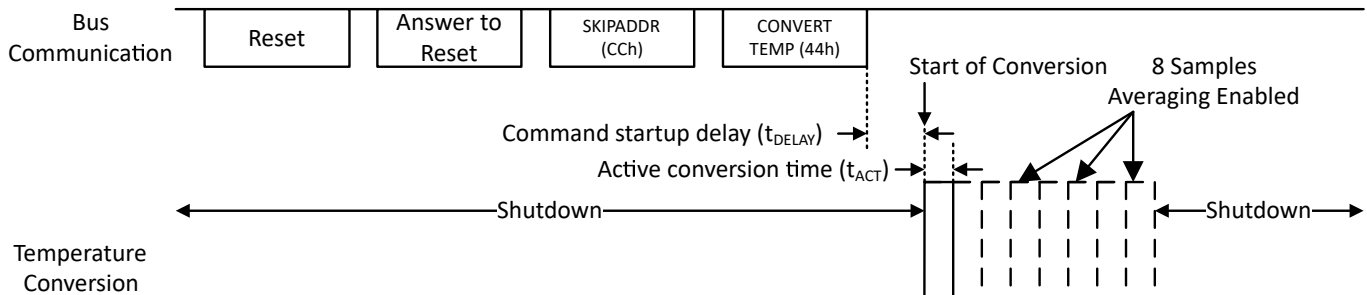 Bus
Communication
Reset
Answer to
Reset
SKIPADDR
(CCh)
CONVERT
TEMP (44h)
Start of Conversion
8 Samples
Averaging Enabled
Command startup delay (tDELAY)
Active conversion time (tACT)
Shutdown
Shutdown
Temperature
Conversion